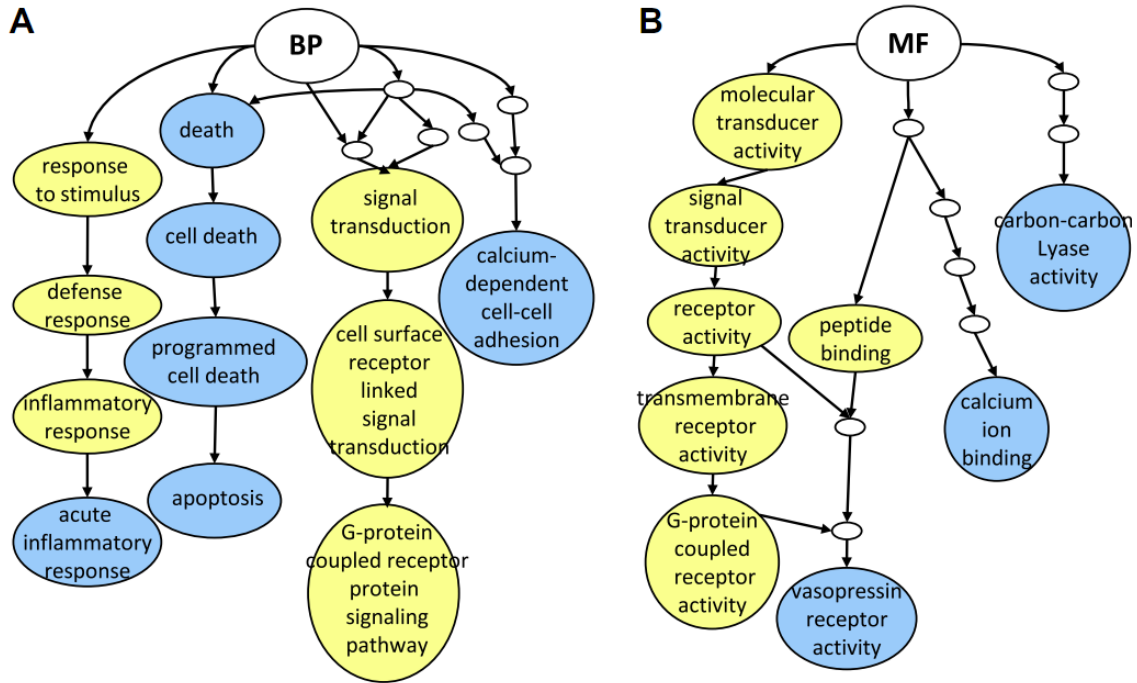 A
BP
death
response
to stimulus
cell death
defense
response
programmed
cell death
inflammatory
response
apoptosis
acute
inflammatory
response
signal
transduction
cell surface
receptor
linked
signal
transduction
G-protein
coupled receptor
protein
signaling
pathway
calcium-
dependent
cell-cell
adhesion
B
MF
molecular
transducer
activity
signal
transducer
activity
receptor
activity
transmembrane
receptor
activity
G-protein
coupled
receptor
activity
peptide
binding
vasopressin
receptor
activity
calcium
ion
binding
carbon-carbon
Lyase
activity